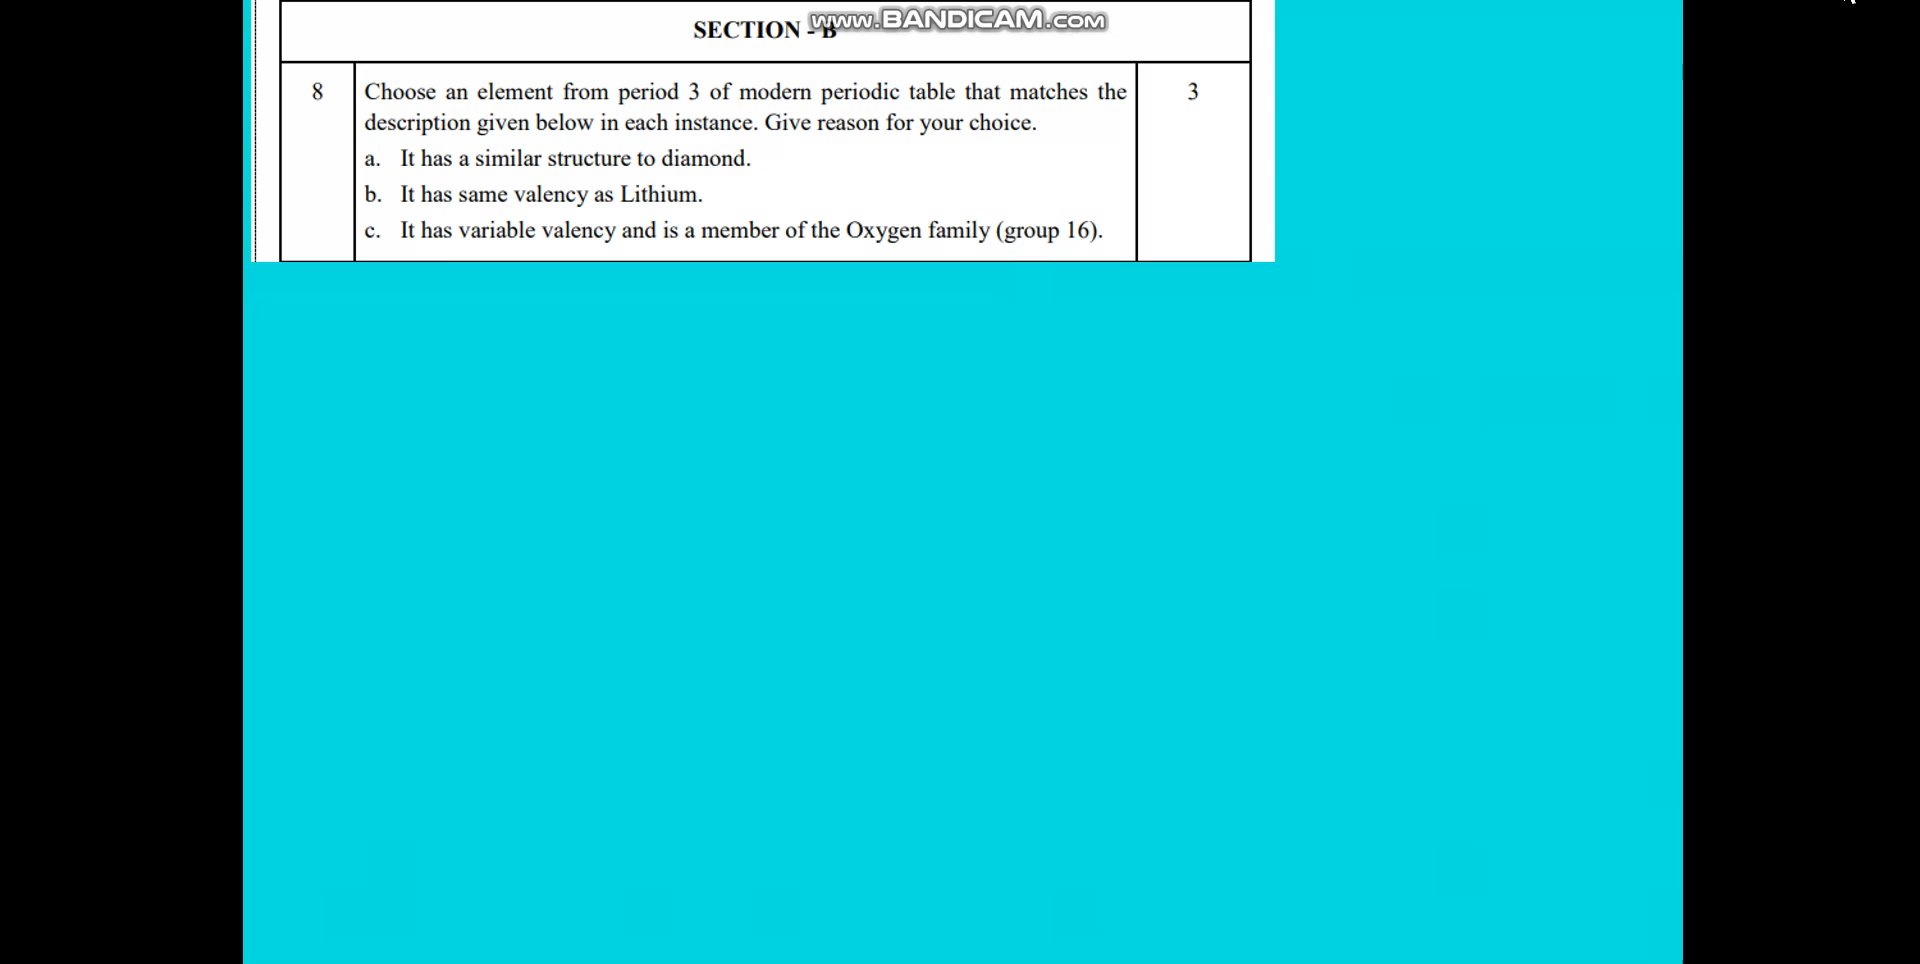 www.BANDICAM.com
SECTION - B
8 Choose an element from period 3 of modern periodic table that matches the 3
description given below in each instance. Give reason for your choice.
a. It has a similar structure to diamond.
b. It has same valency as Lithium.
c. It has variable valency and is a member of the Oxygen family (group 16).